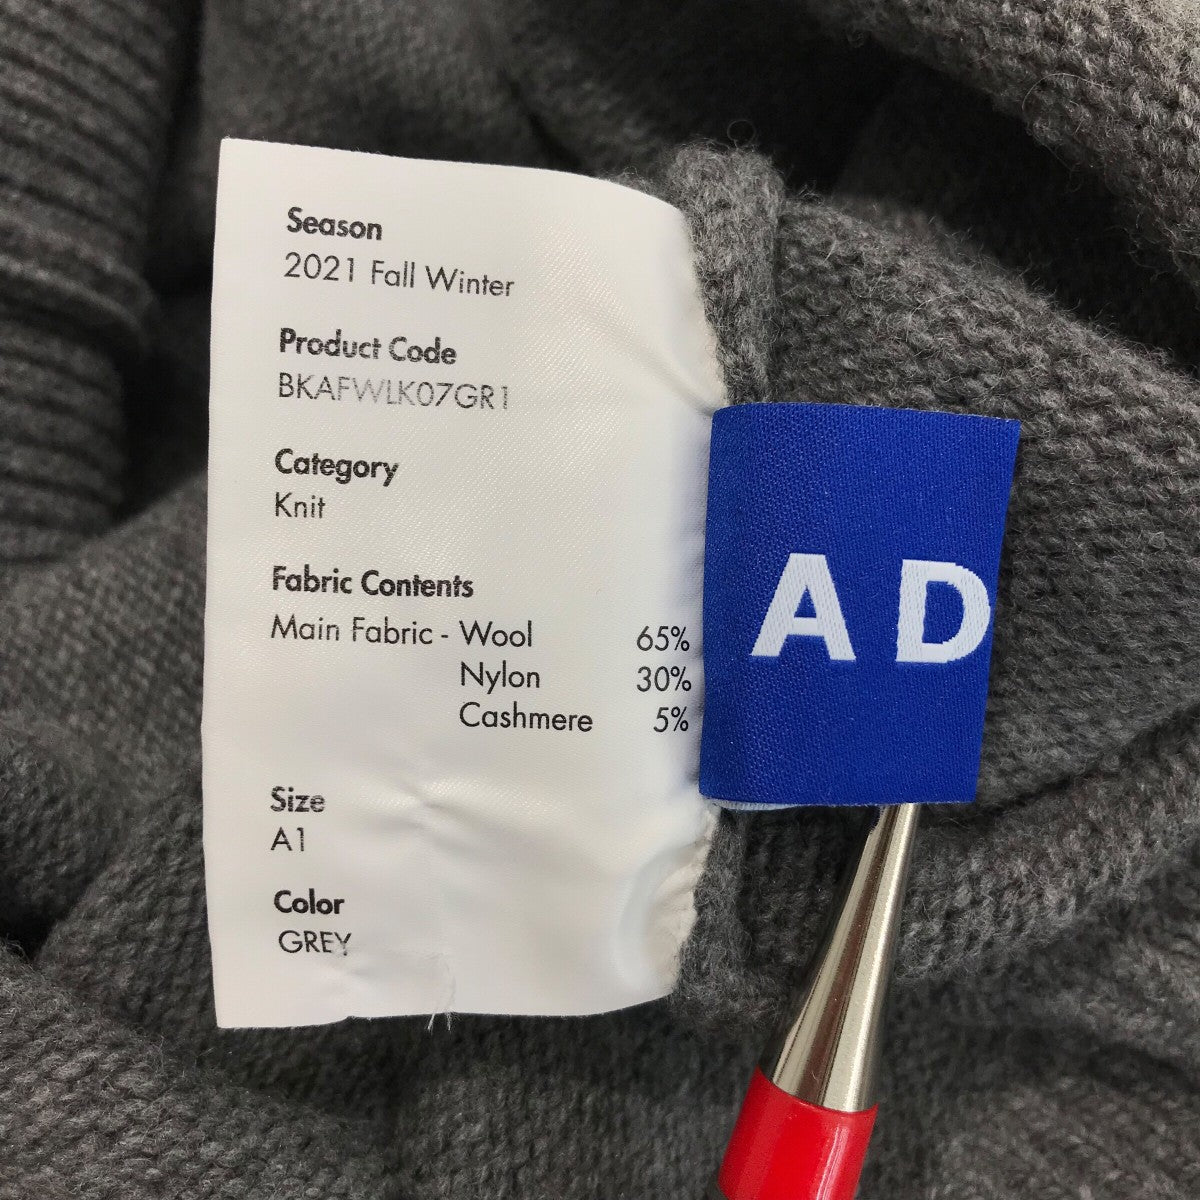 Season
2021 Fall Winter
Product Code
BKAFWLK07GR1
Category
Knit
Fabric Contents
Main Fabric - Wool 65%
Nylon 30%
Cashmere 5%
Size
A1
Color
GREY
AD